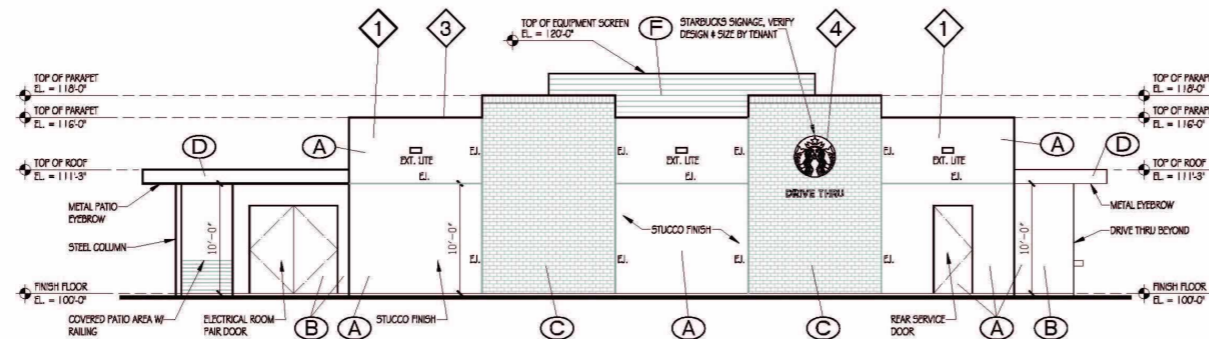 TOP OF EQUIPMENT SCREEN
EL. = 120'-0"
F
STARBUCKS SIGNAGE, VERIFY
DESIGN & SIZE BY TENANT
1
3
4
1
TOP OF PARAPET
EL. = 118'-0"
TOP OF PARAPET
EL. = 116'-0"
TOP OF ROOF
EL. = 111'-3"
D
A
EXT. LITE
E.J.
E.J.
E.J.
EXT. LITE
E.J.
E.J.
DRIVE THRU
E.J.
EXT. LITE
E.J.
A
D
TOP OF PARAP
EL. = 118'-0"
TOP OF PARAP
EL. = 116'-0"
TOP OF ROOF
EL. = 111'-3"
METAL PATIO
EYEBROW
STEEL COLUMN
10'-0"
10'-0"
STUCCO FINISH
E.J.
E.J.
E.J.
E.J.
10'-0"
METAL EYEBROW
DRIVE THRU BEYOND
FINISH FLOOR
EL. = 100'-0"
FINISH FLOOR
EL. = 100'-0"
COVERED PATIO AREA W/
RAILING
ELECTRICAL ROOM
PAIR DOOR
B
A
STUCCO FINISH
C
A
C
REAR SERVICE
DOOR
A
B